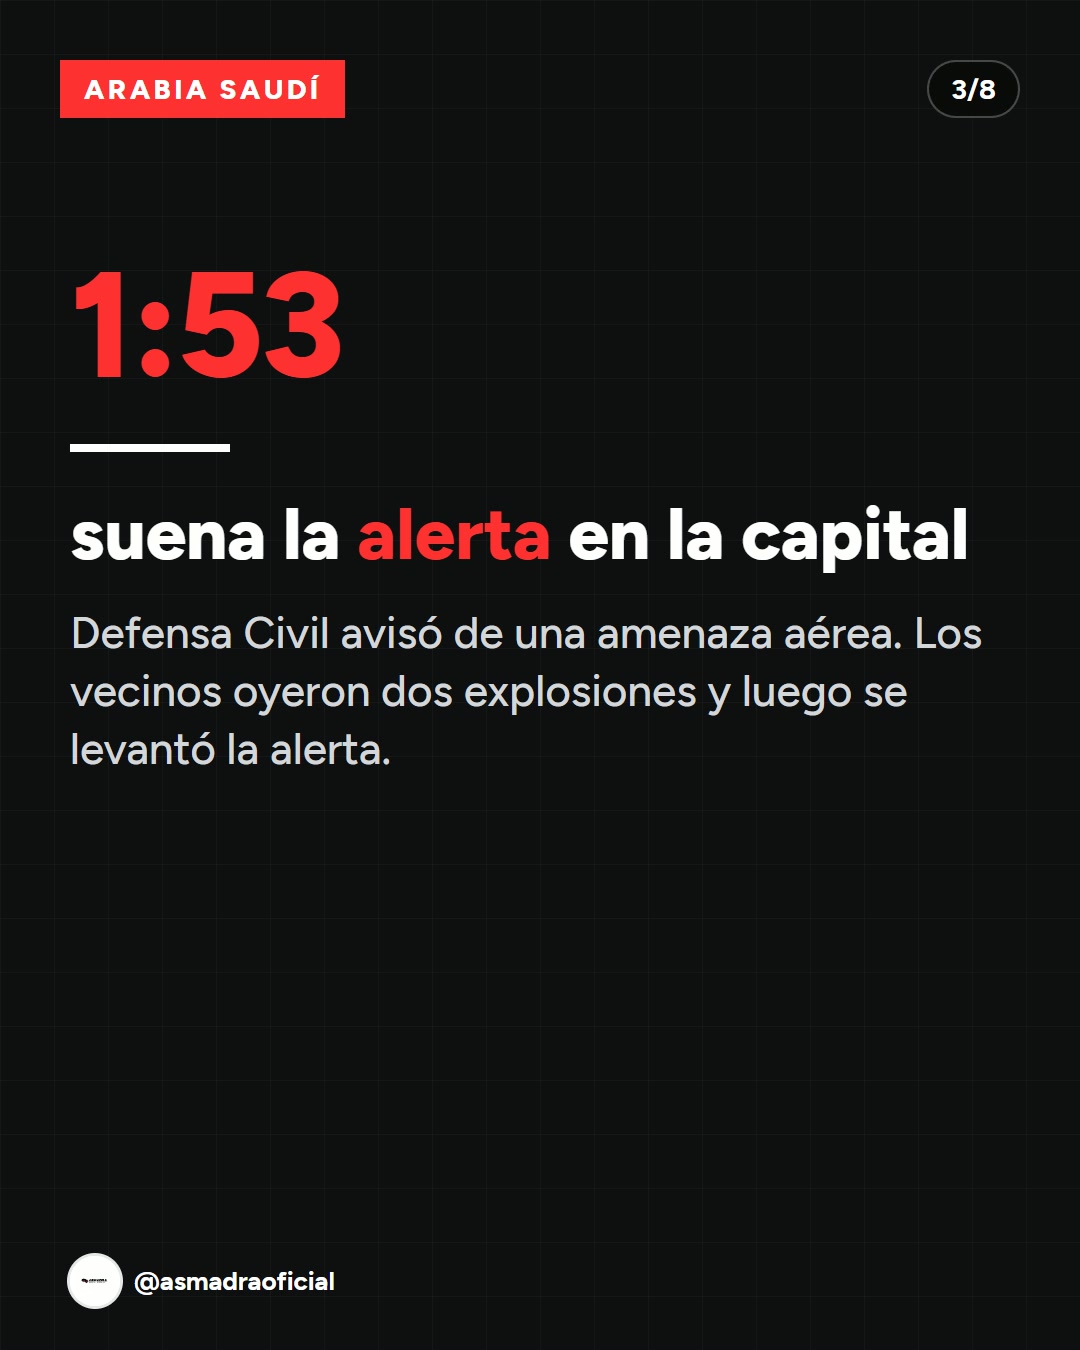 ARABIA SAUDÍ
3/8
1:53
suena la alerta en la capital
Defensa Civil avisó de una amenaza aérea. Los
vecinos oyeron dos explosiones y luego se
levantó la alerta.
@asmadraoficial